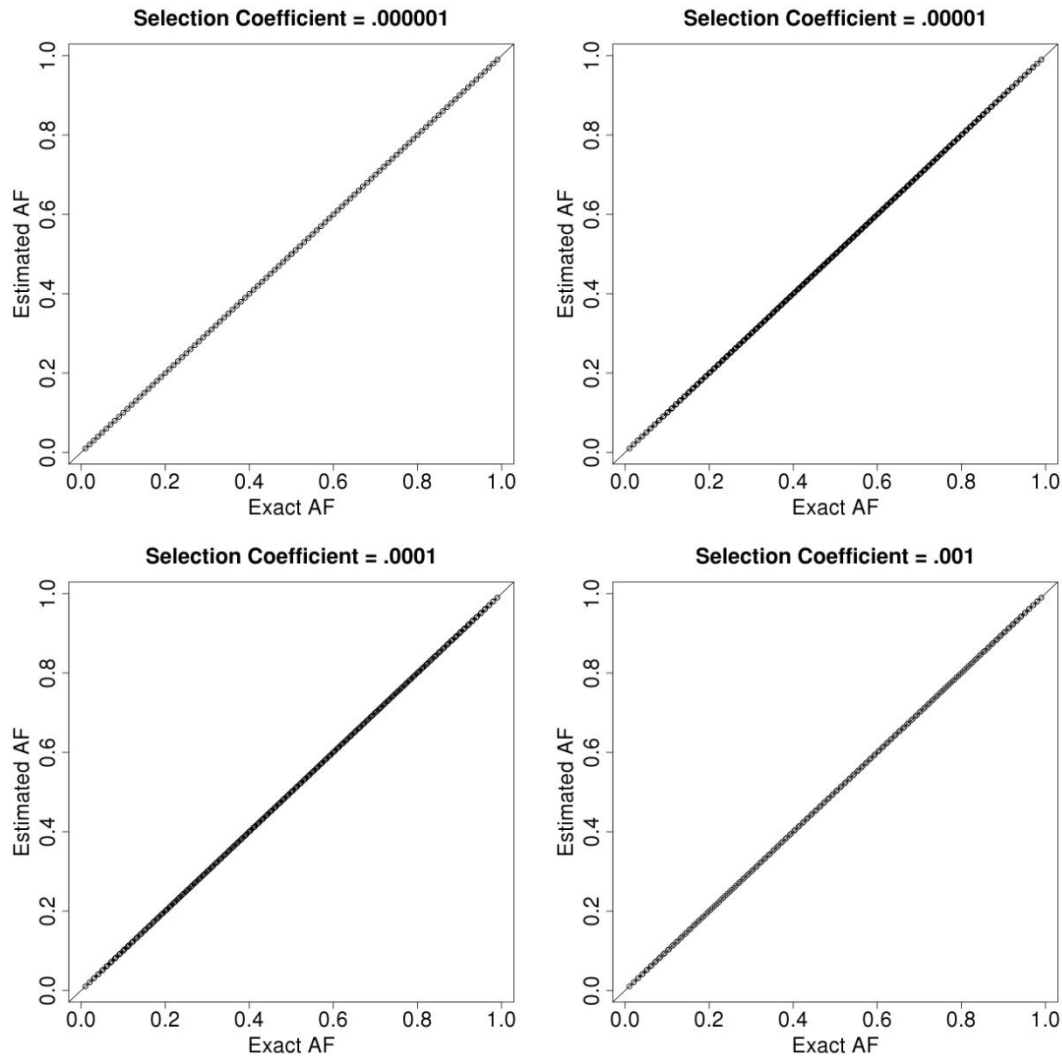 Selection Coefficient = .000001
Estimated AF
1.0
0.8
0.6
0.4
0.2
0.0
0.0 0.2 0.4 0.6 0.8 1.0
Exact AF
Selection Coefficient = .00001
Estimated AF
1.0
0.8
0.6
0.4
0.2
0.0
0.0 0.2 0.4 0.6 0.8 1.0
Exact AF
Selection Coefficient = .0001
Estimated AF
1.0
0.8
0.6
0.4
0.2
0.0
0.0 0.2 0.4 0.6 0.8 1.0
Exact AF
Selection Coefficient = .001
Estimated AF
1.0
0.8
0.6
0.4
0.2
0.0
0.0 0.2 0.4 0.6 0.8 1.0
Exact AF